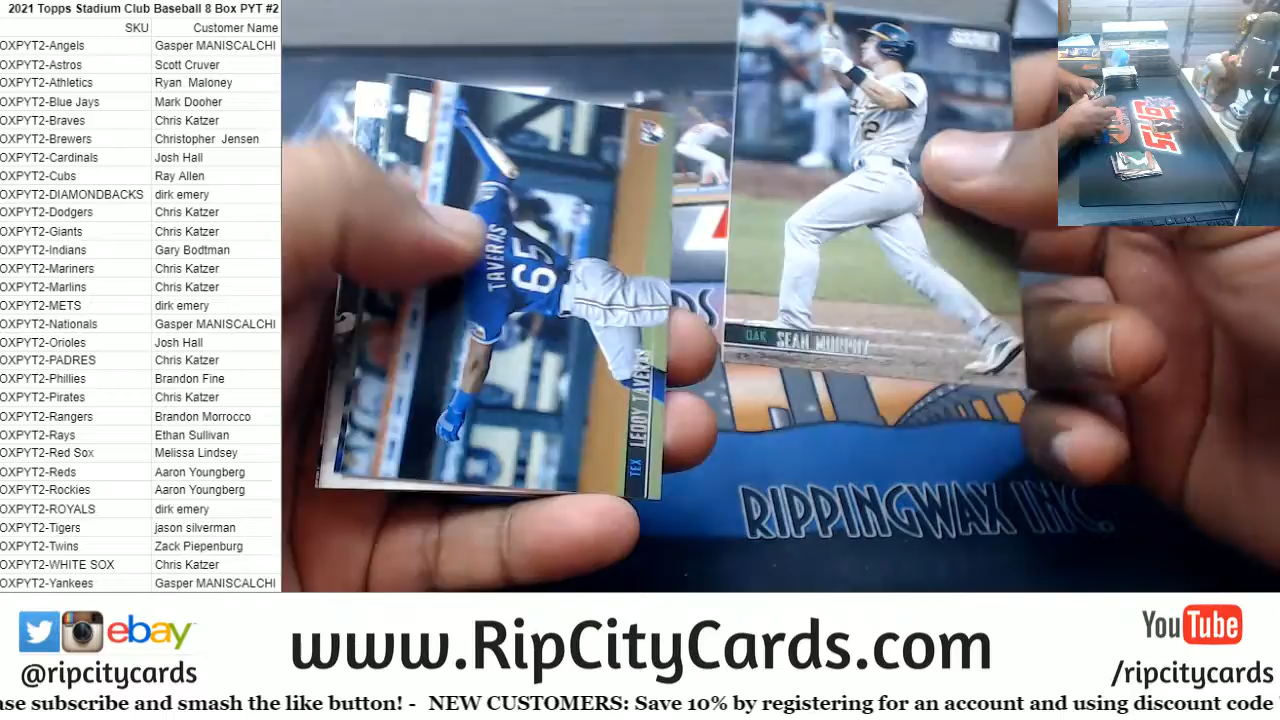 2021 Topps Stadium Club Baseball 8 Box PYT #2
SKU Customer Name
OXPYT2-Angels Gasper MANISCALCHI
OXPYT2-Astros Scott Cruver
OXPYT2-Athletics Ryan Maloney
OXPYT2-Blue Jays Mark Dooher
OXPYT2-Braves Chris Katzer
OXPYT2-Brewers Christopher Jensen
OXPYT2-Cardinals Josh Hall
OXPYT2-Cubs Ray Allen
OXPYT2-DIAMONDBACKS dirk emery
OXPYT2-Dodgers Chris Katzer
OXPYT2-Giants Chris Katzer
OXPYT2-Indians Gary Bodtman
OXPYT2-Mariners Chris Katzer
OXPYT2-Marlins Chris Katzer
OXPYT2-METS dirk emery
OXPYT2-Nationals Gasper MANISCALCHI
OXPYT2-Orioles Josh Hall
OXPYT2-PADRES Chris Katzer
OXPYT2-Phillies Brandon Fine
OXPYT2-Pirates Chris Katzer
OXPYT2-Rangers Brandon Morrocco
OXPYT2-Rays Ethan Sullivan
OXPYT2-Red Sox Melissa Lindsey
OXPYT2-Reds Aaron Youngberg
OXPYT2-Rockies Aaron Youngberg
OXPYT2-ROYALS dirk emery
OXPYT2-Tigers jason silverman
OXPYT2-Twins Zack Piepenburg
OXPYT2-WHITE SOX Chris Katzer
OXPYT2-Yankees Gasper MANISCALCHI
TAVERAS
65
TEX LEODY TAVERAS
2
OAK SEAN MURPHY
RIPPINGWAX INC.
ebay
@ripcitycards
www.RipCityCards.com
YouTube
/ripcitycards
ase subscribe and smash the like button! - NEW CUSTOMERS: Save 10% by registering for an account and using discount code